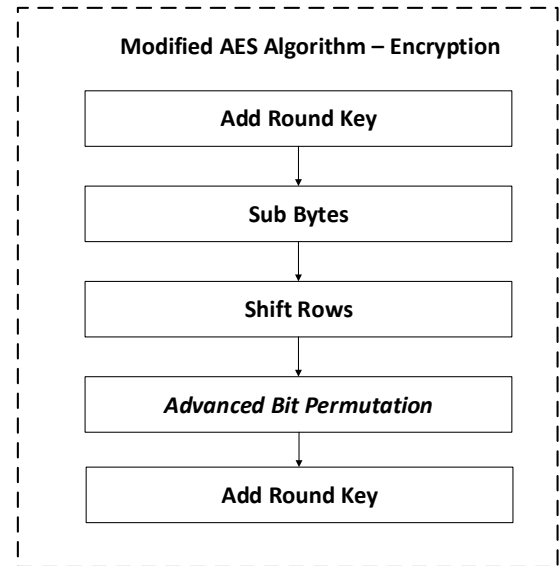 Modified AES Algorithm – Encryption
Add Round Key
Sub Bytes
Shift Rows
Advanced Bit Permutation
Add Round Key